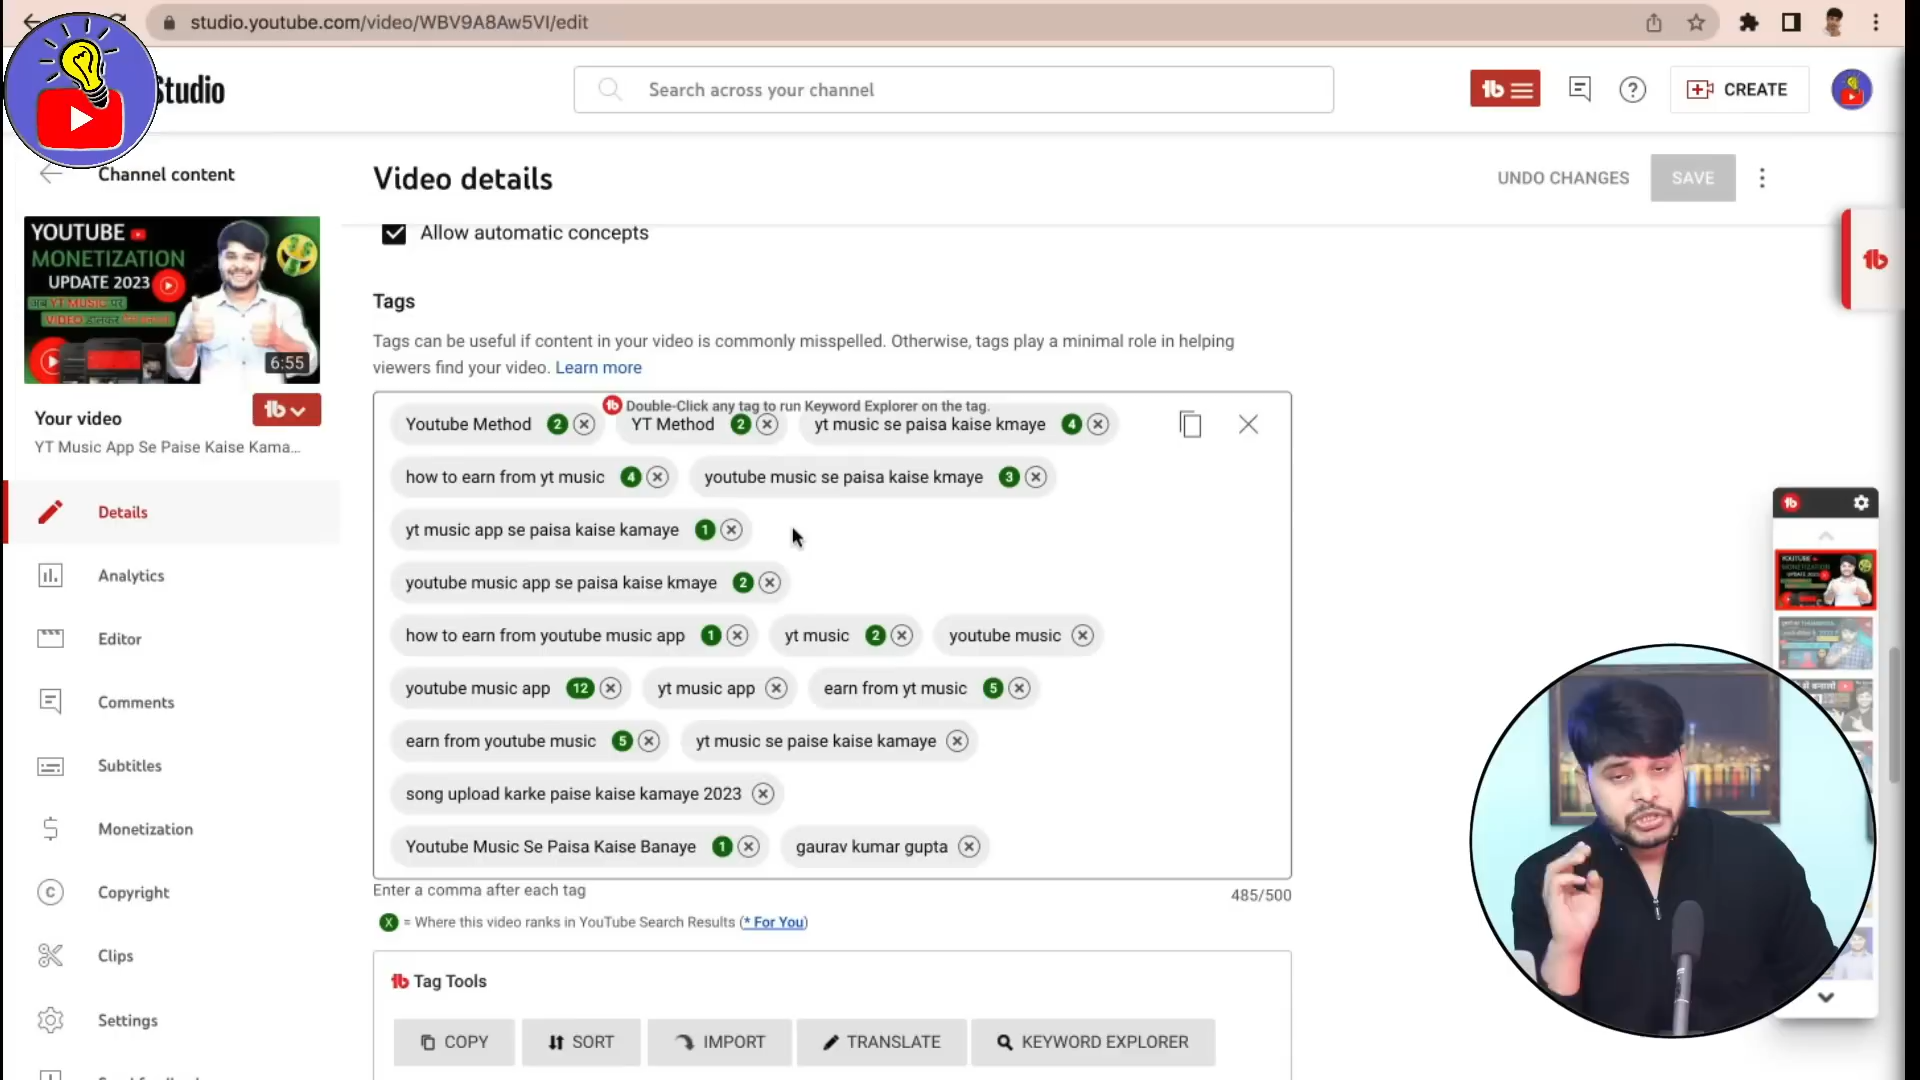 studio.youtube.com/video/WBV9A8Aw5VI/edit
Studio
Search across your channel
CREATE
Channel content
Video details
UNDO CHANGES
SAVE
YOUTUBE
MONETIZATION
UPDATE 2023
अब YT MUSIC पर
VIDEO डालकर
6:55
Your video
YT Music App Se Paise Kaise Kama...
Details
Analytics
Editor
Comments
Subtitles
Monetization
Copyright
Clips
Settings
Allow automatic concepts
Tags
Tags can be useful if content in your video is commonly misspelled. Otherwise, tags play a minimal role in helping
viewers find your video. Learn more
Double-Click any tag to run Keyword Explorer on the tag.
Youtube Method 2 YT Method 2 yt music se paisa kaise kmaye 4
how to earn from yt music 4 youtube music se paisa kaise kmaye 3
yt music app se paisa kaise kamaye 1
youtube music app se paisa kaise kmaye 2
how to earn from youtube music app 1 yt music 2 youtube music
youtube music app 12 yt music app earn from yt music 5
earn from youtube music 5 yt music se paise kaise kamaye
song upload karke paise kaise kamaye 2023
Youtube Music Se Paisa Kaise Banaye 1 gaurav kumar gupta
Enter a comma after each tag
485/500
X = Where this video ranks in YouTube Search Results (* For You)
Tag Tools
COPY SORT IMPORT TRANSLATE KEYWORD EXPLORER